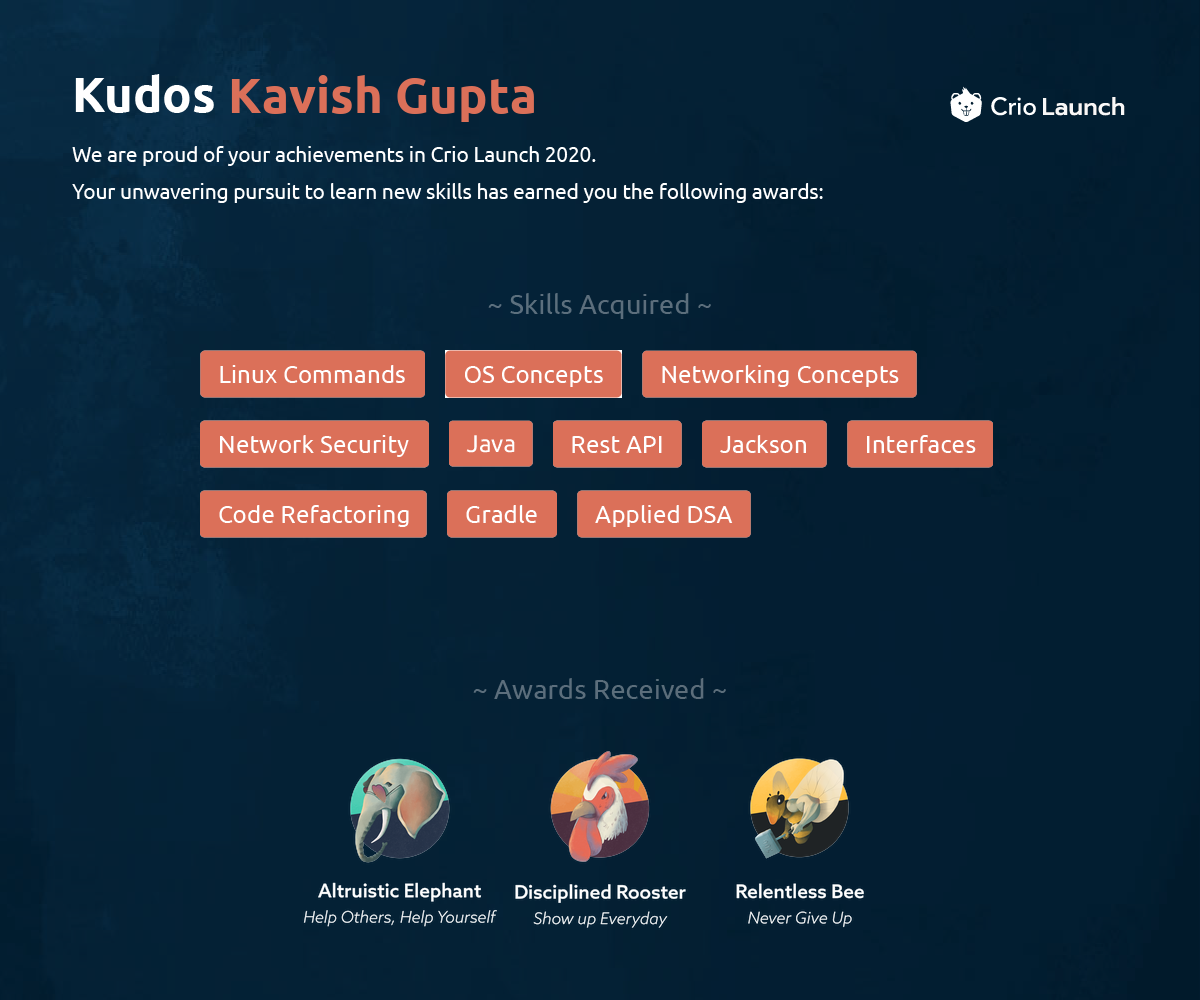 Kudos Kavish Gupta
Crio Launch
We are proud of your achievements in Crio Launch 2020.
Your unwavering pursuit to learn new skills has earned you the following awards:
~ Skills Acquired ~
Linux Commands OS Concepts Networking Concepts
Network Security Java Rest API Jackson Interfaces
Code Refactoring Gradle Applied DSA
~ Awards Received ~
Altruistic Elephant Disciplined Rooster Relentless Bee
Help Others, Help Yourself Show up Everyday Never Give Up